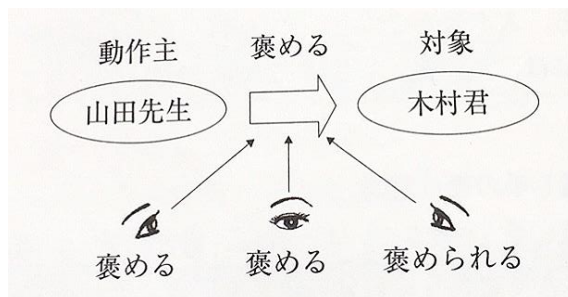 動作主 褒める 対象
山田先生 木村君
褒める 褒める 褒められる